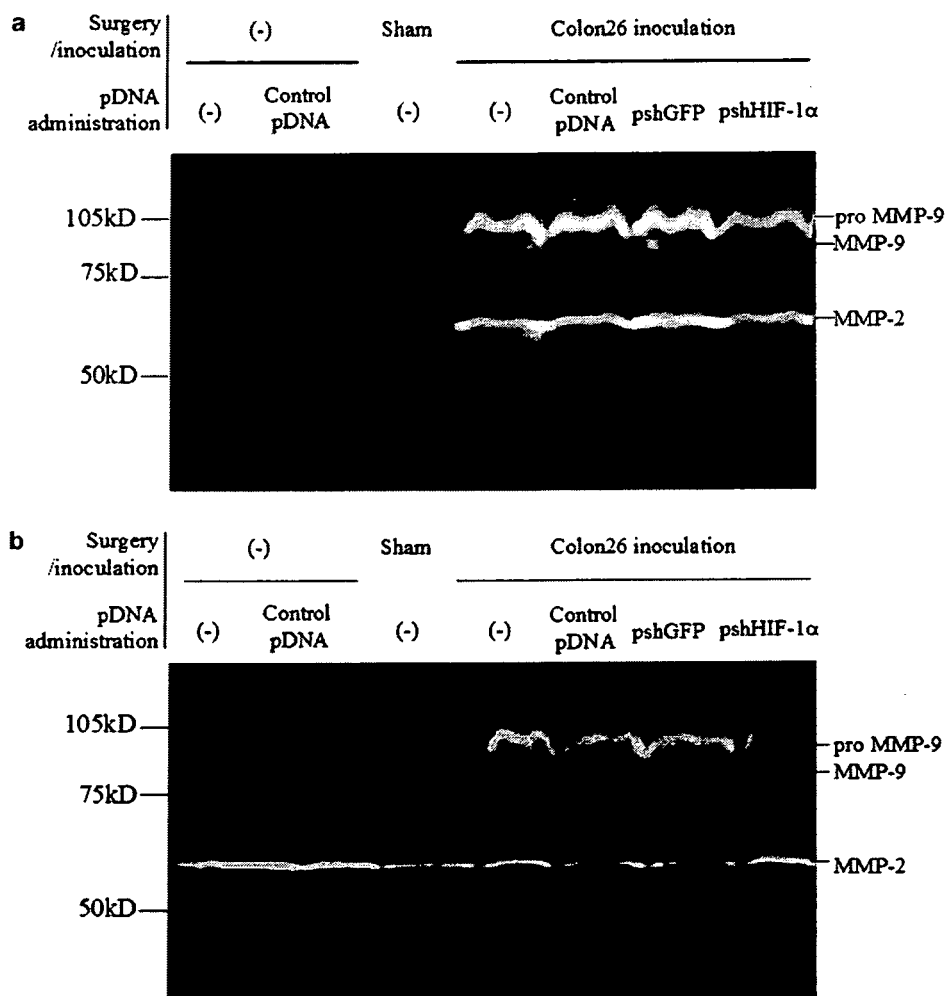 a
Surgery
/inoculation
(-)
Sham
Colon26 inoculation
pDNA
administration
(-)
Control
pDNA
(-)
(-)
Control
pDNA
pshGFP
pshHIF-1α
105kD
75kD
50kD
pro MMP-9
MMP-9
MMP-2
b
Surgery
/inoculation
(-)
Sham
Colon26 inoculation
pDNA
administration
(-)
Control
pDNA
(-)
(-)
Control
pDNA
pshGFP
pshHIF-1α
105kD
75kD
50kD
pro MMP-9
MMP-9
MMP-2